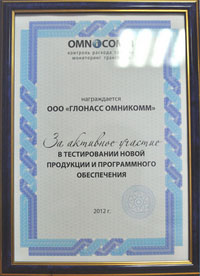 OMNICOMM
контроль расхода топлива
мониторинг транспорта
награждается
ООО "ГЛОНАСС ОМНИКОММ"
За активное участие
В ТЕСТИРОВАНИИ НОВОЙ
ПРОДУКЦИИ И ПРОГРАММНОГО
ОБЕСПЕЧЕНИЯ
2012 г.